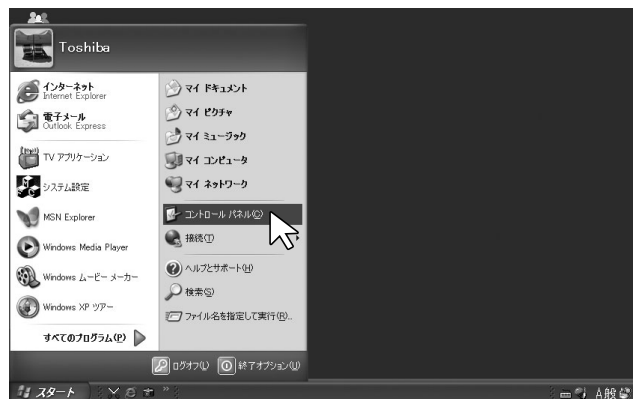 Toshiba
インターネット
Internet Explorer
電子メール
Outlook Express
TV アプリケーション
システム設定
MSN Explorer
Windows Media Player
Windows ムービー メーカー
Windows XP ツアー
すべてのプログラム(P)
マイ ドキュメント
マイ ピクチャ
マイ ミュージック
マイ コンピュータ
マイ ネットワーク
コントロール パネル(C)
接続(T)
ヘルプとサポート(H)
検索(S)
ファイル名を指定して実行(R)...
ログオフ(L)
終了オプション(U)
スタート
A般